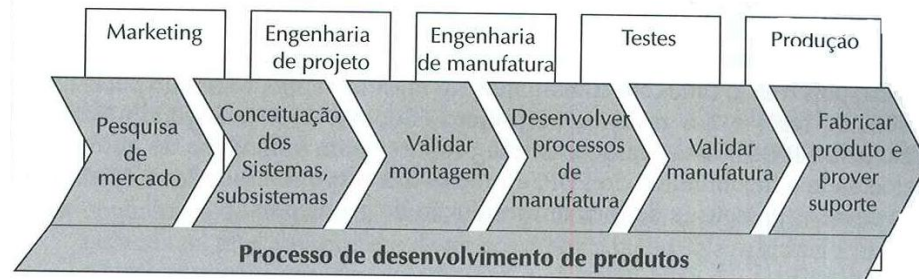 Marketing
Engenharia
de projeto
Engenharia
de manufatura
Testes
Produção
Pesquisa
de
mercado
Conceituação
dos
Sistemas,
subsistemas
Validar
montagem
Desenvolver
processos
de
manufatura
Validar
manufatura
Fabricar
produto e
prover
suporte
Processo de desenvolvimento de produtos